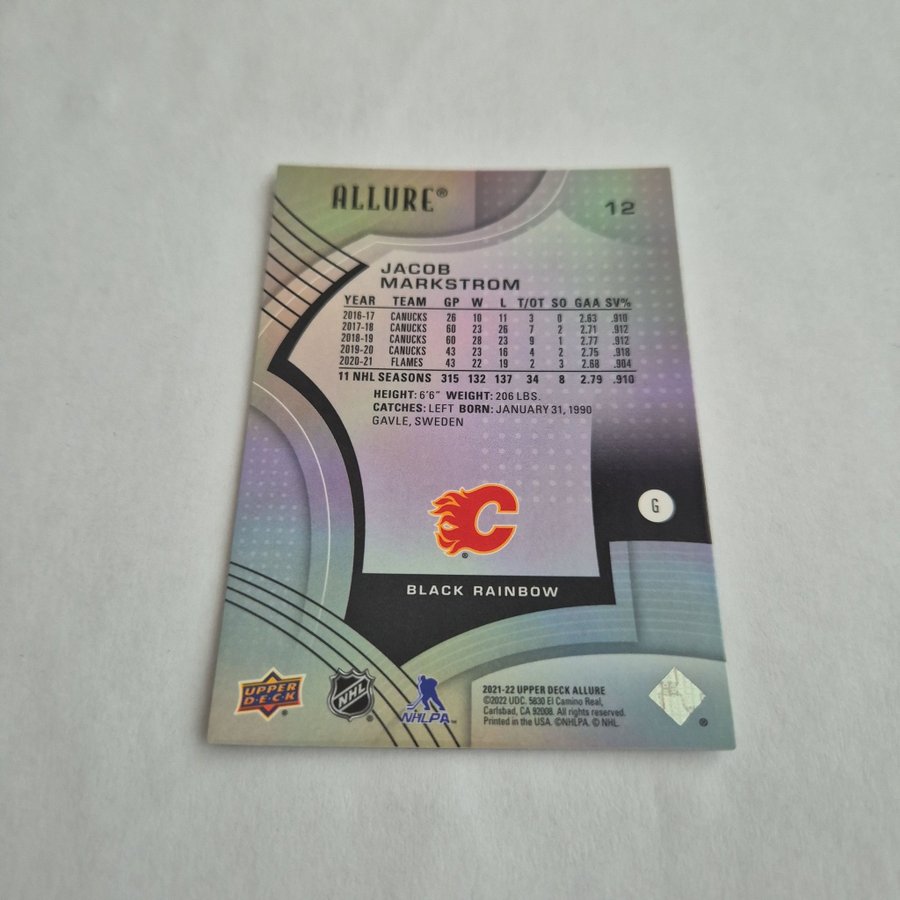 ALLURE®
12
JACOB
MARKSTROM
YEAR TEAM GP W L T/OT SO GAA SV%
2016-17 CANUCKS 26 10 11 3 0 2.63 .910
2017-18 CANUCKS 60 23 26 7 2 2.71 .912
2018-19 CANUCKS 60 28 23 9 1 2.77 .912
2019-20 CANUCKS 43 23 16 4 2 2.75 .918
2020-21 FLAMES 43 22 19 2 3 2.68 .904
11 NHL SEASONS 315 132 137 34 8 2.79 .910
HEIGHT: 6'6" WEIGHT: 206 LBS.
CATCHES: LEFT BORN: JANUARY 31, 1990
GAVLE, SWEDEN
G
C
®
BLACK RAINBOW
UPPER
DECK
®
NHL
®
NHLPA
2021-22 UPPER DECK ALLURE
©2022 UDC. 5830 El Camino Real,
Carlsbad, CA 92008. All rights reserved.
Printed in the USA. ©NHLPA. © NHL.
®